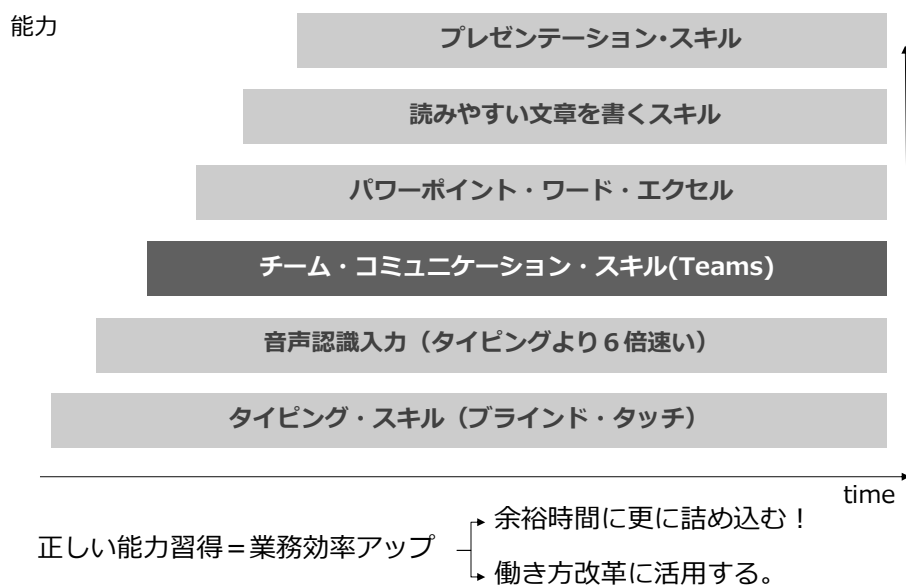 能力
プレゼンテーション・スキル
読みやすい文章を書くスキル
パワーポイント・ワード・エクセル
チーム・コミュニケーション・スキル(Teams)
音声認識入力（タイピングより６倍速い）
タイピング・スキル（ブラインド・タッチ）
time
正しい能力習得＝業務効率アップ
余裕時間に更に詰め込む！
働き方改革に活用する。